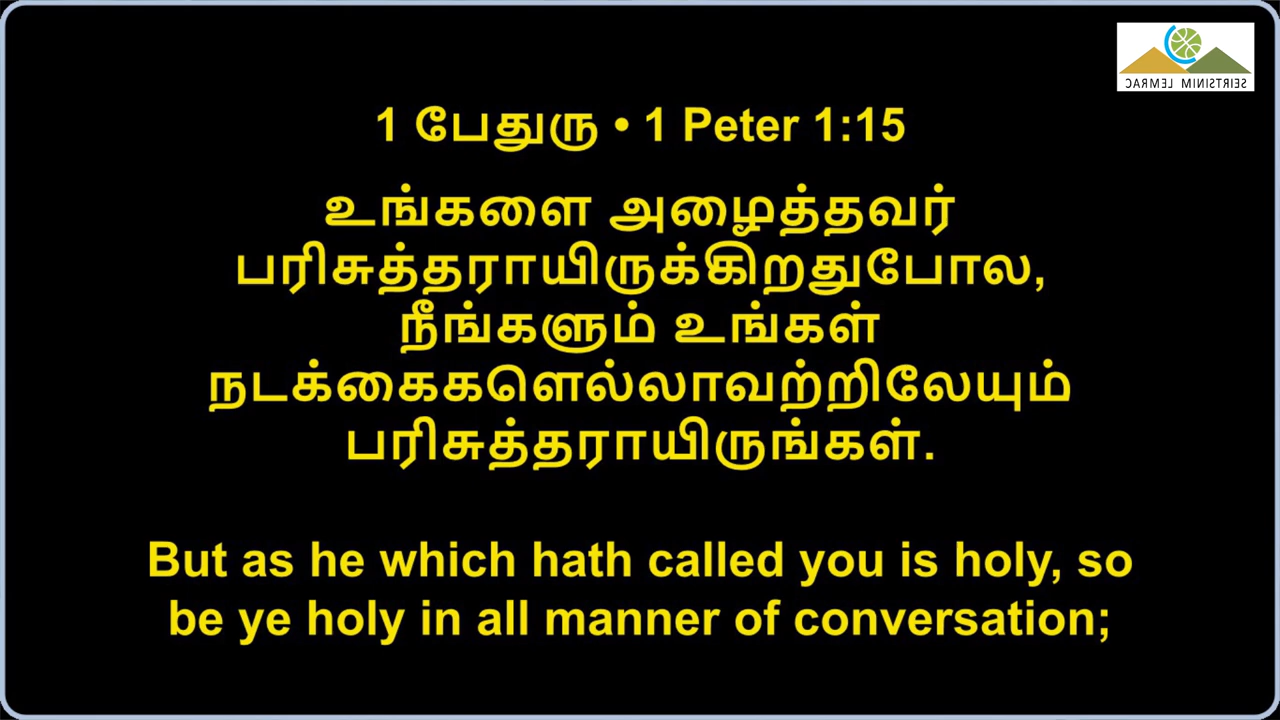 CARMEL MINISTRIES
1 பேதுரு • 1 Peter 1:15
உங்களை அழைத்தவர்
பரிசுத்தராயிருக்கிறதுபோல,
நீங்களும் உங்கள்
நடக்கைகளெல்லாவற்றிலேயும்
பரிசுத்தராயிருங்கள்.
But as he which hath called you is holy, so
be ye holy in all manner of conversation;